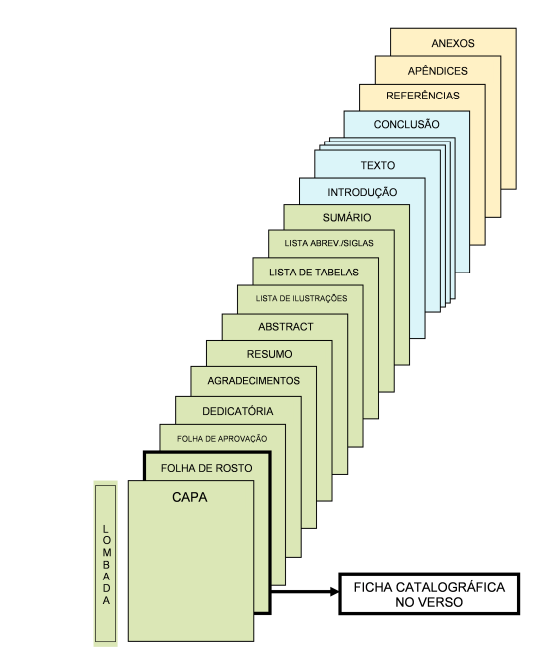 ANEXOS
APÊNDICES
REFERÊNCIAS
CONCLUSÃO
TEXTO
INTRODUÇÃO
SUMÁRIO
LISTA ABREV./SIGLAS
LISTA DE TABELAS
LISTA DE ILUSTRAÇÕES
ABSTRACT
RESUMO
AGRADECIMENTOS
DEDICATÓRIA
FOLHA DE APROVAÇÃO
FOLHA DE ROSTO
CAPA
LOMBADA
FICHA CATALOGRÁFICA
NO VERSO